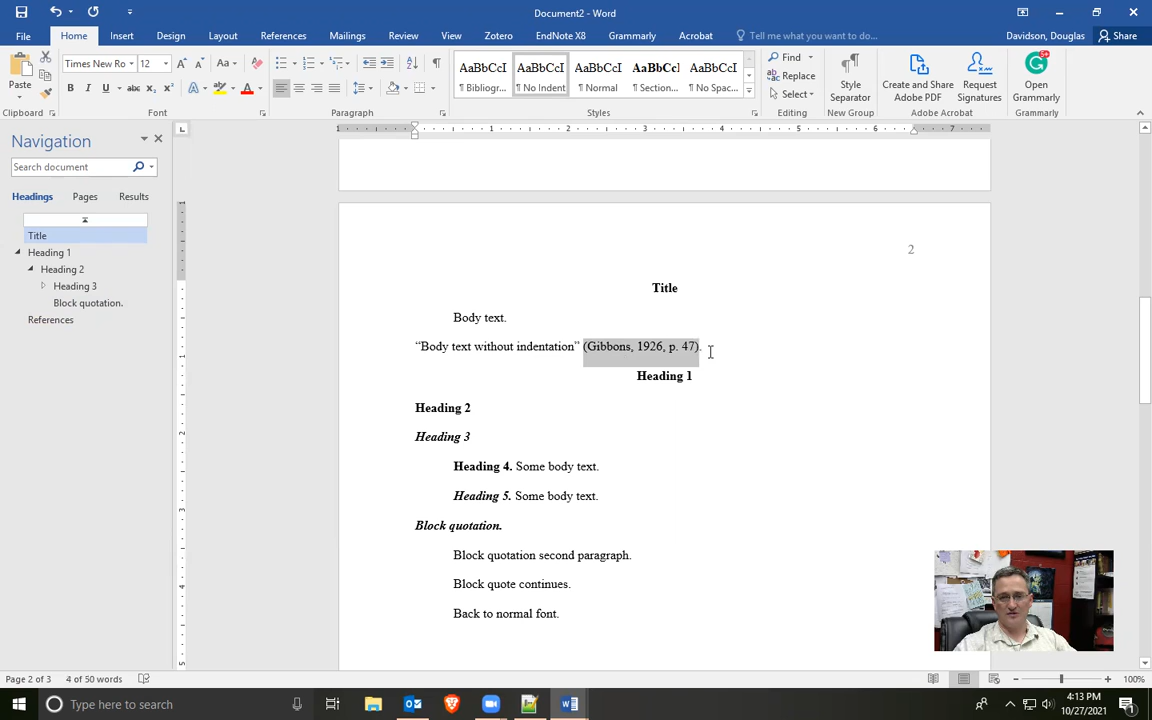 Document2 - Word
File Home Insert Design Layout References Mailings Review View Zotero EndNote X8 Grammarly Acrobat Tell me what you want to do... Davidson, Douglas Share
Times New Ro 12
Paste
Clipboard Font Paragraph Styles Editing New Group Adobe Acrobat Grammarly
AaBbCcI AaBbCcI AaBbCcI AaBbCcI AaBbCcI
¶ Bibliogr... ¶ No Indent ¶ Normal ¶ Section... ¶ No Spac...
Find
Replace
Select
Style Separator
Create and Share Adobe PDF
Request Signatures
Open Grammarly
Navigation
Search document
Headings Pages Results
Title
Heading 1
Heading 2
Heading 3
Block quotation.
References
2
Title
Body text.
“Body text without indentation” (Gibbons, 1926, p. 47).
Heading 1
Heading 2
Heading 3
Heading 4. Some body text.
Heading 5. Some body text.
Block quotation.
Block quotation second paragraph.
Block quote continues.
Back to normal font.
Page 2 of 3 4 of 50 words 100%
Type here to search
4:13 PM
10/27/2021